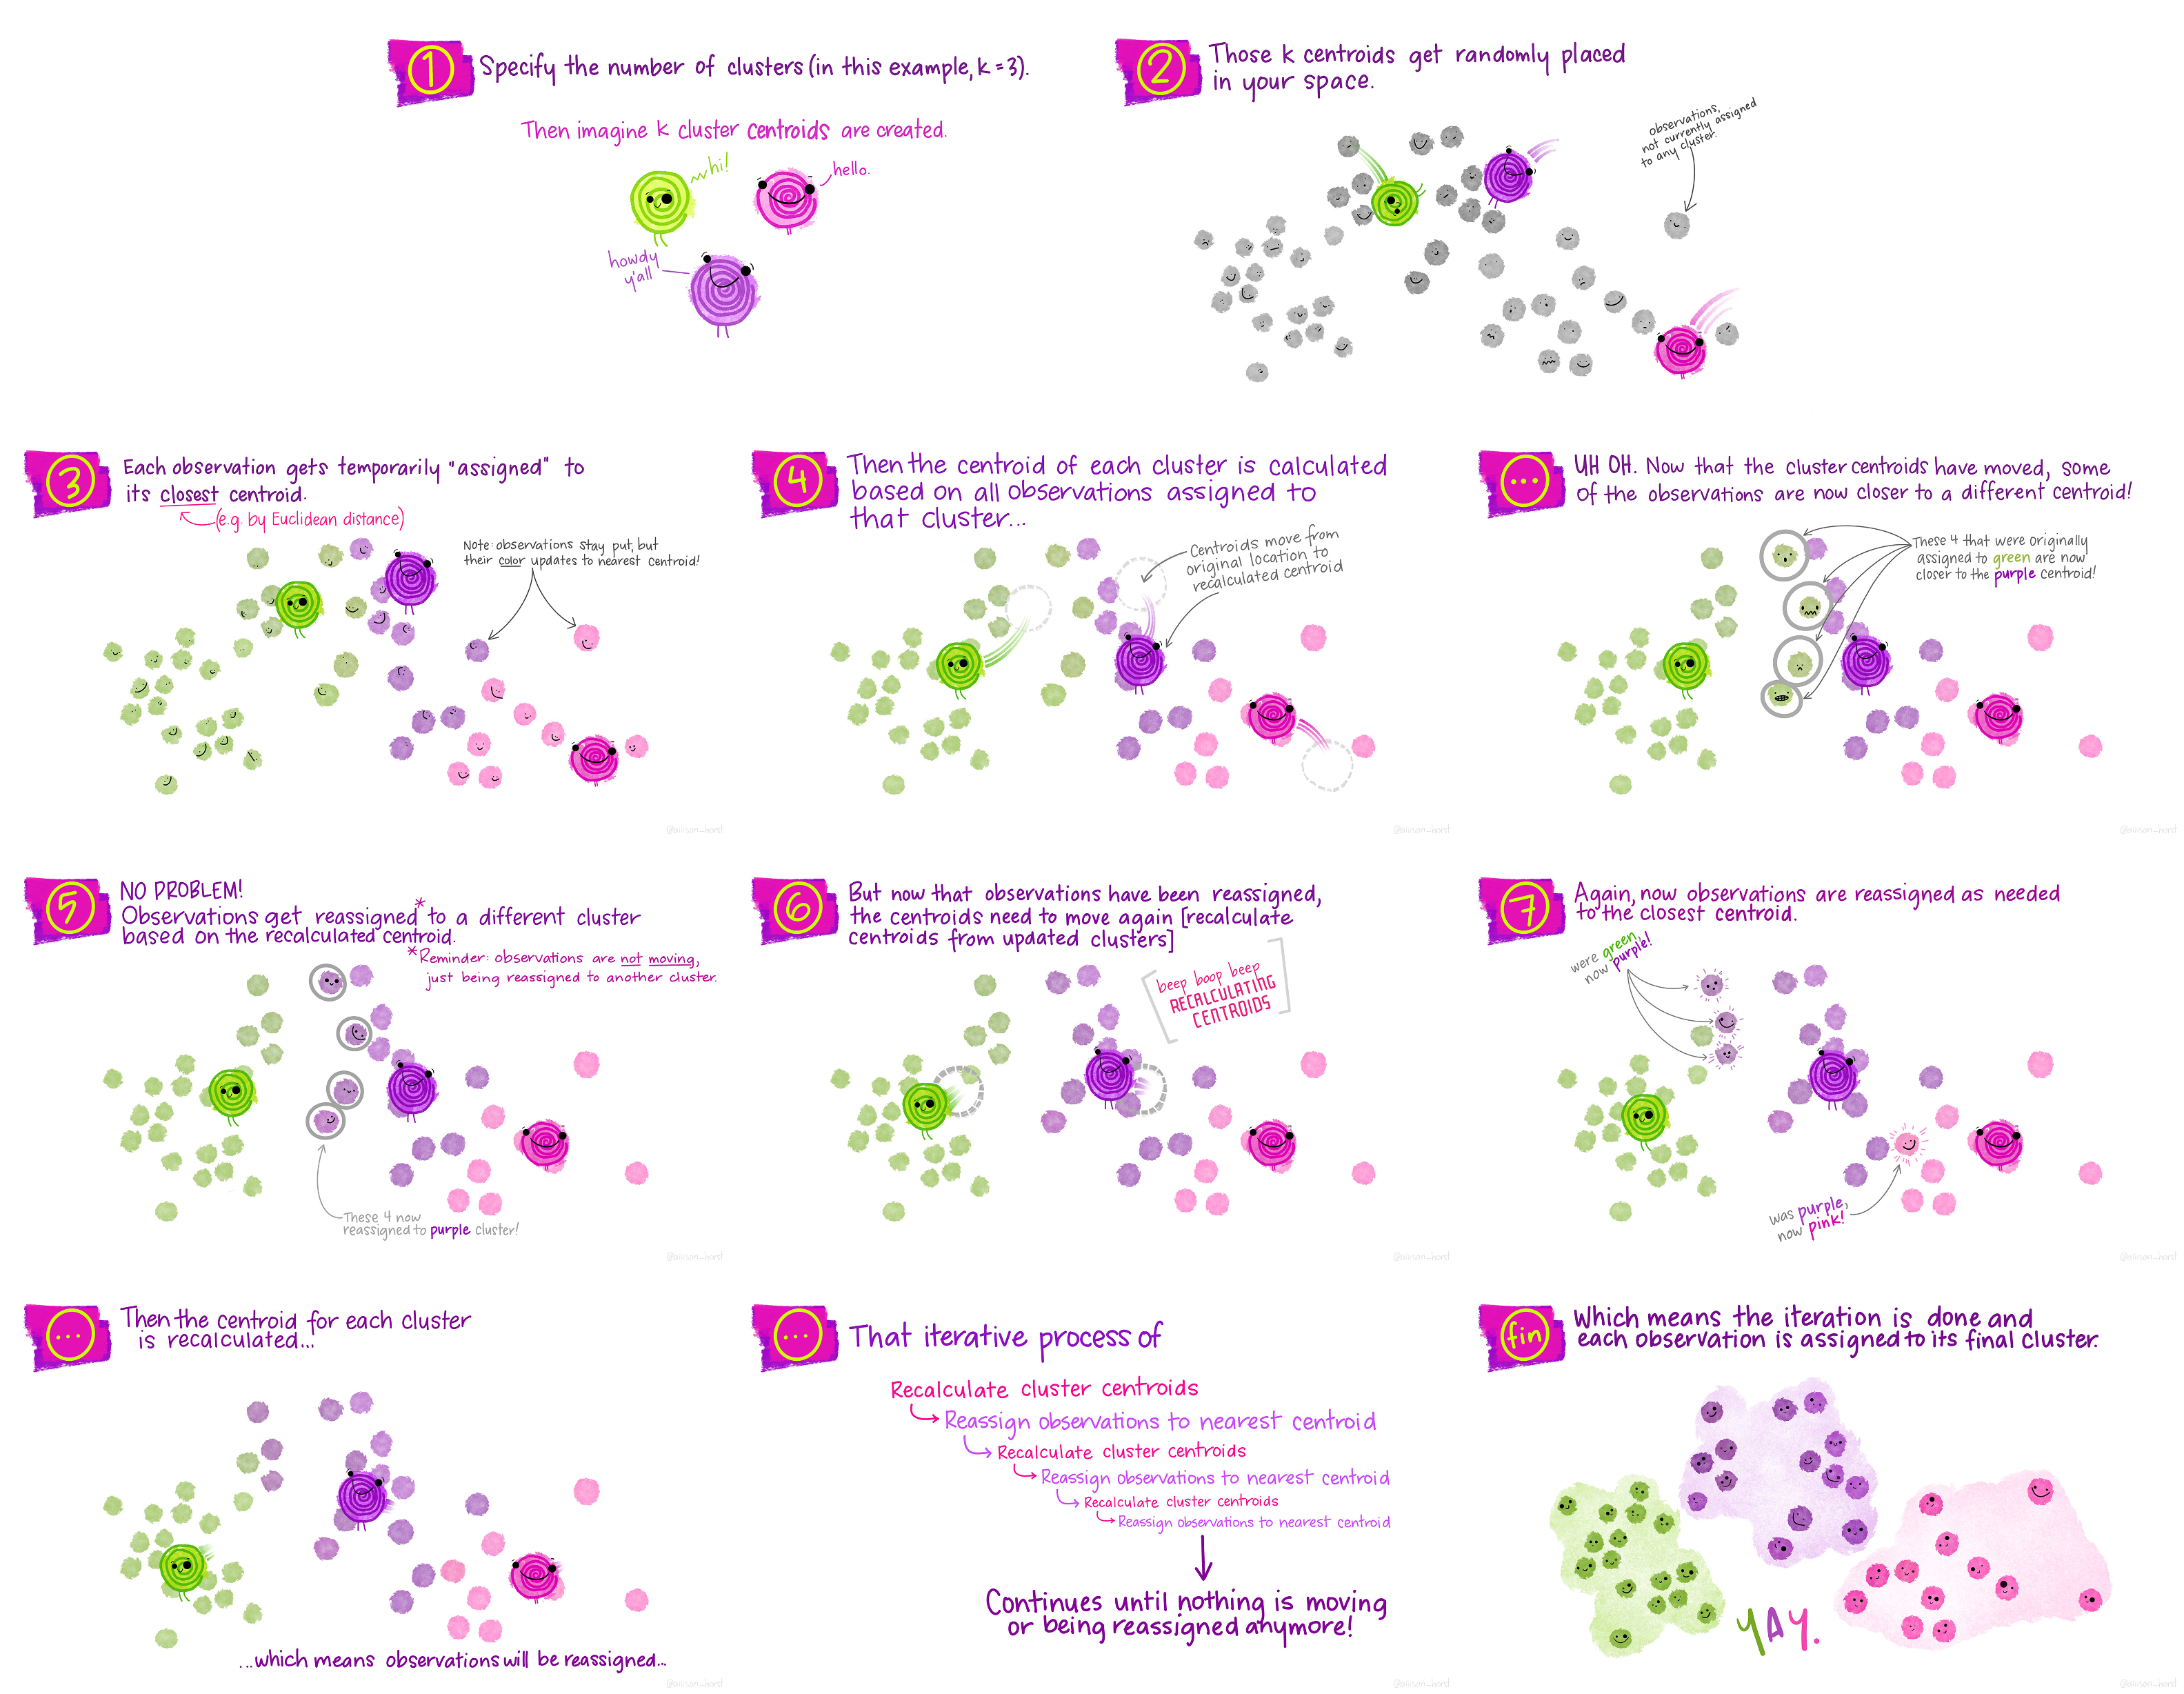 1
Specify the number of clusters (in this example, k = 3).
Then imagine k cluster centroids are created.
hi!
hello.
howdy
y'all
2
Those k centroids get randomly placed
in your space.
observations,
not currently assigned
to any cluster.
3
Each observation gets temporarily "assigned" to
its closest centroid.
(e.g. by Euclidean distance)
Note: observations stay put, but
their color updates to nearest centroid!
@allison_horst
4
Then the centroid of each cluster is calculated
based on all observations assigned to
that cluster...
Centroids move from
original location to
recalculated centroid
@allison_horst
...
UH OH. Now that the cluster centroids have moved, some
of the observations are now closer to a different centroid!
These 4 that were originally
assigned to green are now
closer to the purple centroid!
@allison_horst
5
NO PROBLEM!
Observations get reassigned* to a different cluster
based on the recalculated centroid.
*Reminder: observations are not moving,
just being reassigned to another cluster.
These 4 now
reassigned to purple cluster!
@allison_horst
6
But now that observations have been reassigned,
the centroids need to move again [recalculate
centroids from updated clusters]
beep boop beep
RECALCULATING
CENTROIDS
@allison_horst
7
Again, now observations are reassigned as needed
to the closest centroid.
were green,
now purple!
was purple,
now pink!
@allison_horst
...
Then the centroid for each cluster
is recalculated...
...which means observations will be reassigned...
@allison_horst
...
That iterative process of
Recalculate cluster centroids
Reassign observations to nearest centroid
Recalculate cluster centroids
Reassign observations to nearest centroid
Recalculate cluster centroids
Reassign observations to nearest centroid
Continues until nothing is moving
or being reassigned anymore!
@allison_horst
fin
Which means the iteration is done and
each observation is assigned to its final cluster.
YAY.
@allison_horst